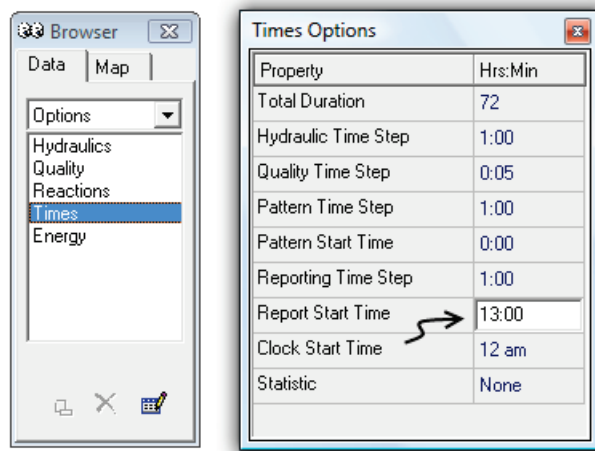 Browser
Data Map
Options
Hydraulics
Quality
Reactions
Times
Energy
Times Options
Property Hrs:Min
Total Duration 72
Hydraulic Time Step 1:00
Quality Time Step 0:05
Pattern Time Step 1:00
Pattern Start Time 0:00
Reporting Time Step 1:00
Report Start Time 13:00
Clock Start Time 12 am
Statistic None